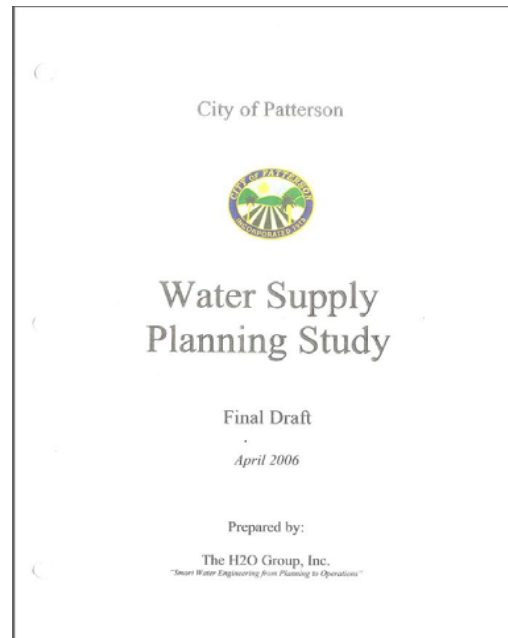 City of Patterson
CITY of PATTERSON
INCORPORATED 1919
Water Supply
Planning Study
Final Draft
April 2006
Prepared by:
The H2O Group, Inc.
"Smart Water Engineering from Planning to Operations"